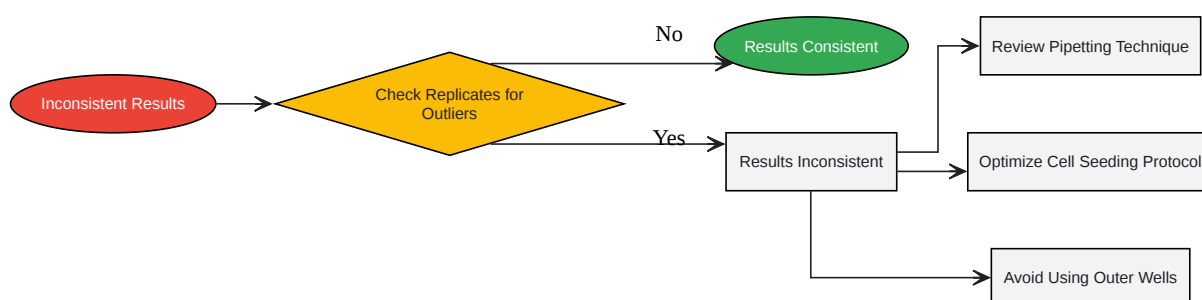 Inconsistent Results
Check Replicates for
Outliers
No
Results Consistent
Yes
Results Inconsistent
Review Pipetting Technique
Optimize Cell Seeding Protocol
Avoid Using Outer Wells